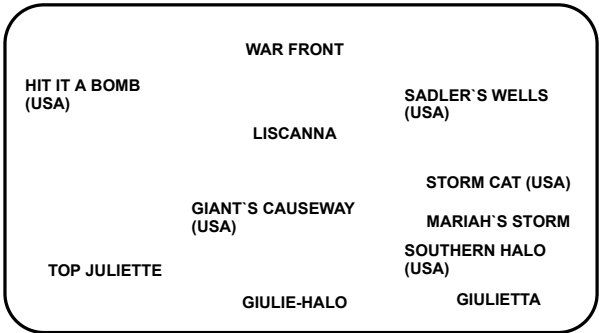 WAR FRONT
HIT IT A BOMB
(USA)
SADLER`S WELLS
(USA)
LISCANNA
STORM CAT (USA)
GIANT`S CAUSEWAY
(USA)
MARIAH`S STORM
SOUTHERN HALO
(USA)
TOP JULIETTE
GIULIE-HALO
GIULIETTA